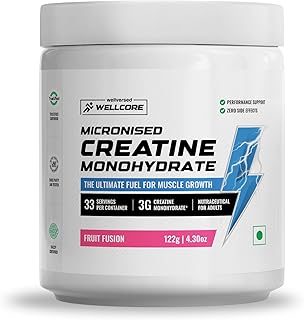 wellversed
WELLCORE
PERFORMANCE SUPPORT
ZERO SIDE EFFECTS
MICRONISED
CREATINE
MONOHYDRATE
THE ULTIMATE FUEL FOR MUSCLE GROWTH
33 SERVINGS PER CONTAINER
3G CREATINE MONOHYDRATE*
NUTRACEUTICAL FOR ADULTS
FRUIT FUSION
122g | 4.30oz